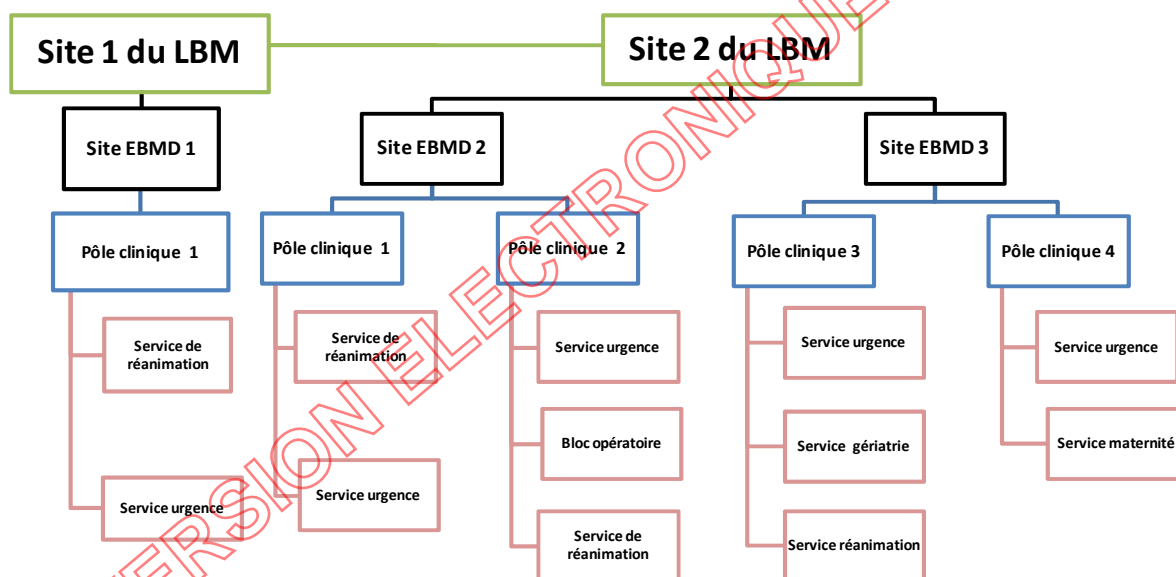 Site 1 du LBM
Site 2 du LBM
Site EBMD 1
Site EBMD 2
Site EBMD 3
Pôle clinique 1
Pôle clinique 1
Pôle clinique 2
Pôle clinique 3
Pôle clinique 4
Service de
réanimation
Service urgence
Service de
réanimation
Service urgence
Service urgence
Bloc opératoire
Service de
réanimation
Service urgence
Service gériatrie
Service réanimation
Service urgence
Service maternité
ERSION ELECTRONIQUE